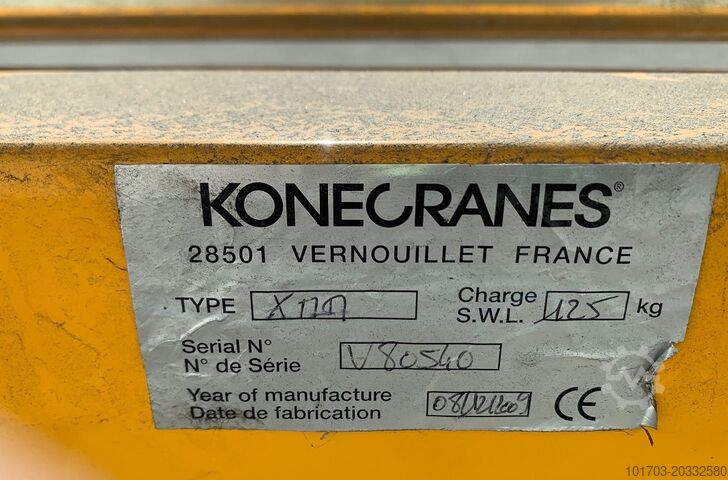 KONECRANES®
28501 VERNOUILLET FRANCE
TYPE
Charge
S.W.L. 125 kg
Serial N°
N° de Série V80540
Year of manufacture
Date de fabrication CE
101703-20332580